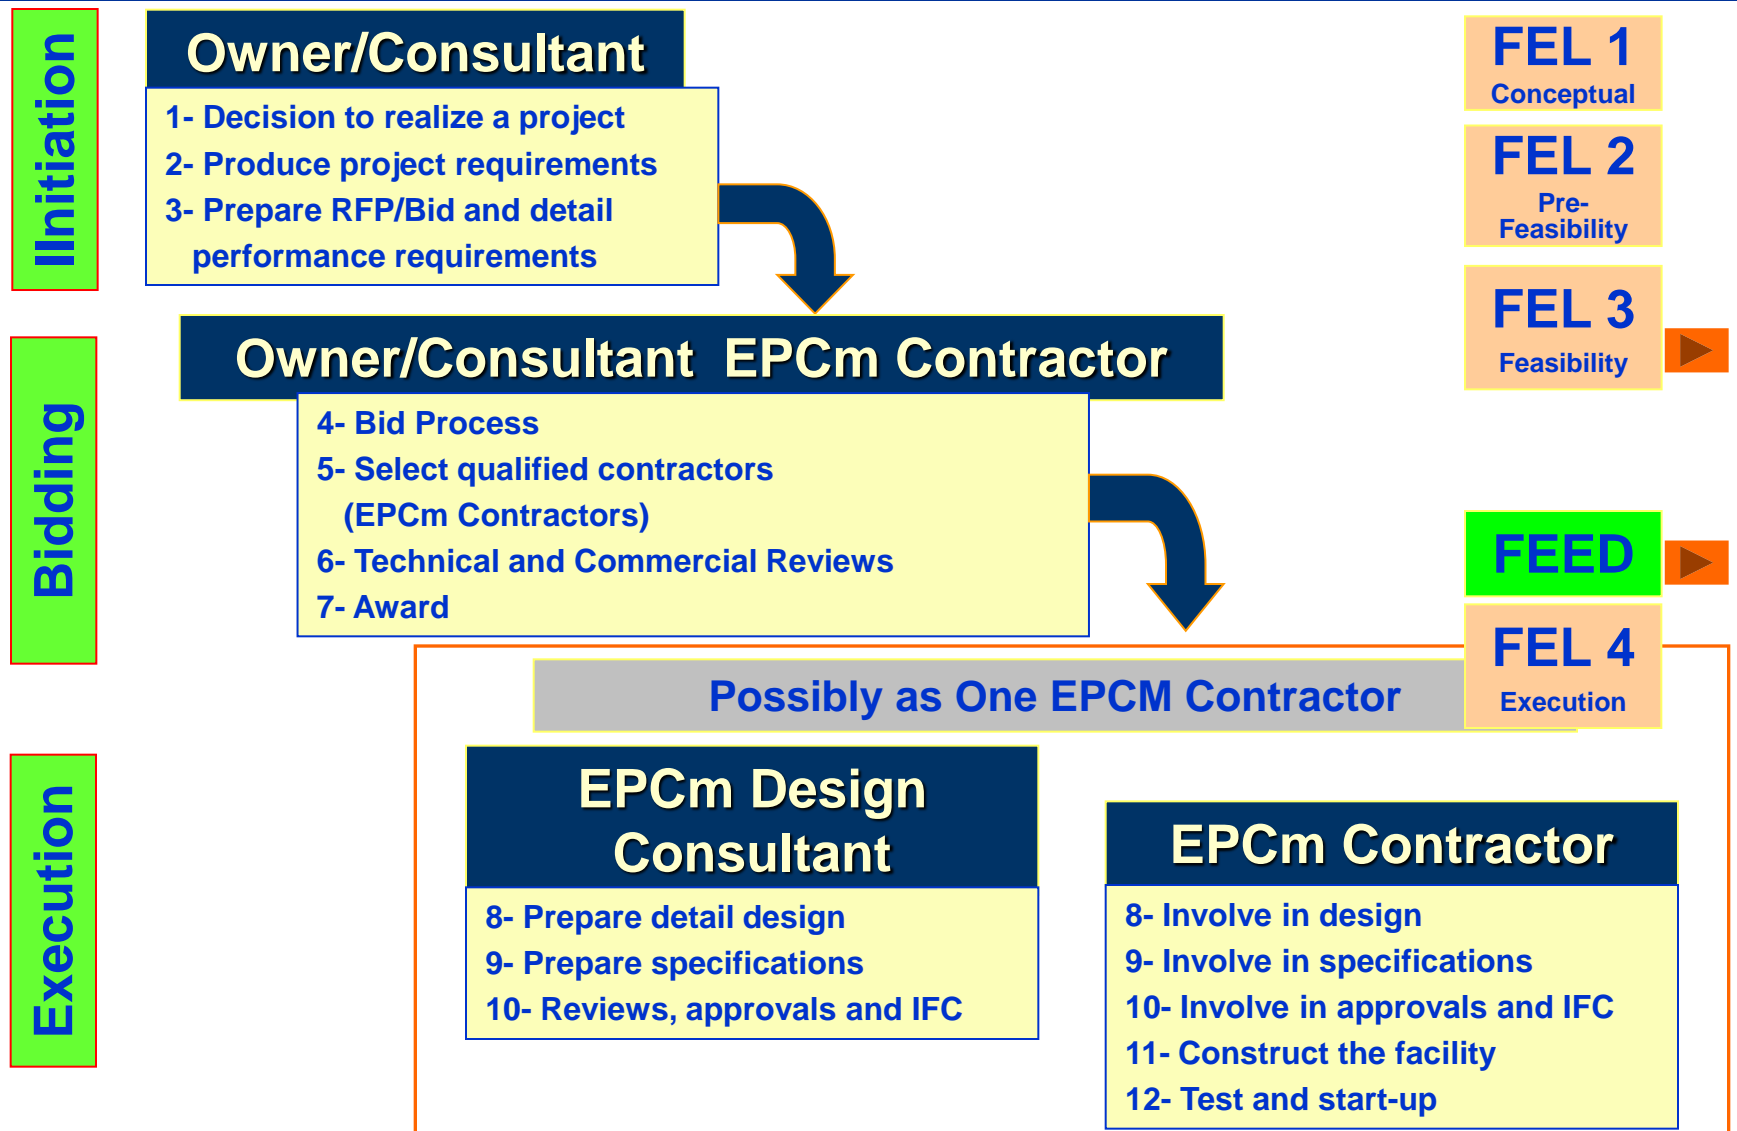 IInitiation
Owner/Consultant
1- Decision to realize a project
2- Produce project requirements
3- Prepare RFP/Bid and detail
performance requirements
FEL 1
Conceptual
FEL 2
Pre-
Feasibility
FEL 3
Feasibility
Bidding
Owner/Consultant EPCm Contractor
4- Bid Process
5- Select qualified contractors
(EPCm Contractors)
6- Technical and Commercial Reviews
7- Award
FEED
FEL 4
Execution
Possibly as One EPCM Contractor
Execution
EPCm Design
Consultant
8- Prepare detail design
9- Prepare specifications
10- Reviews, approvals and IFC
EPCm Contractor
8- Involve in design
9- Involve in specifications
10- Involve in approvals and IFC
11- Construct the facility
12- Test and start-up